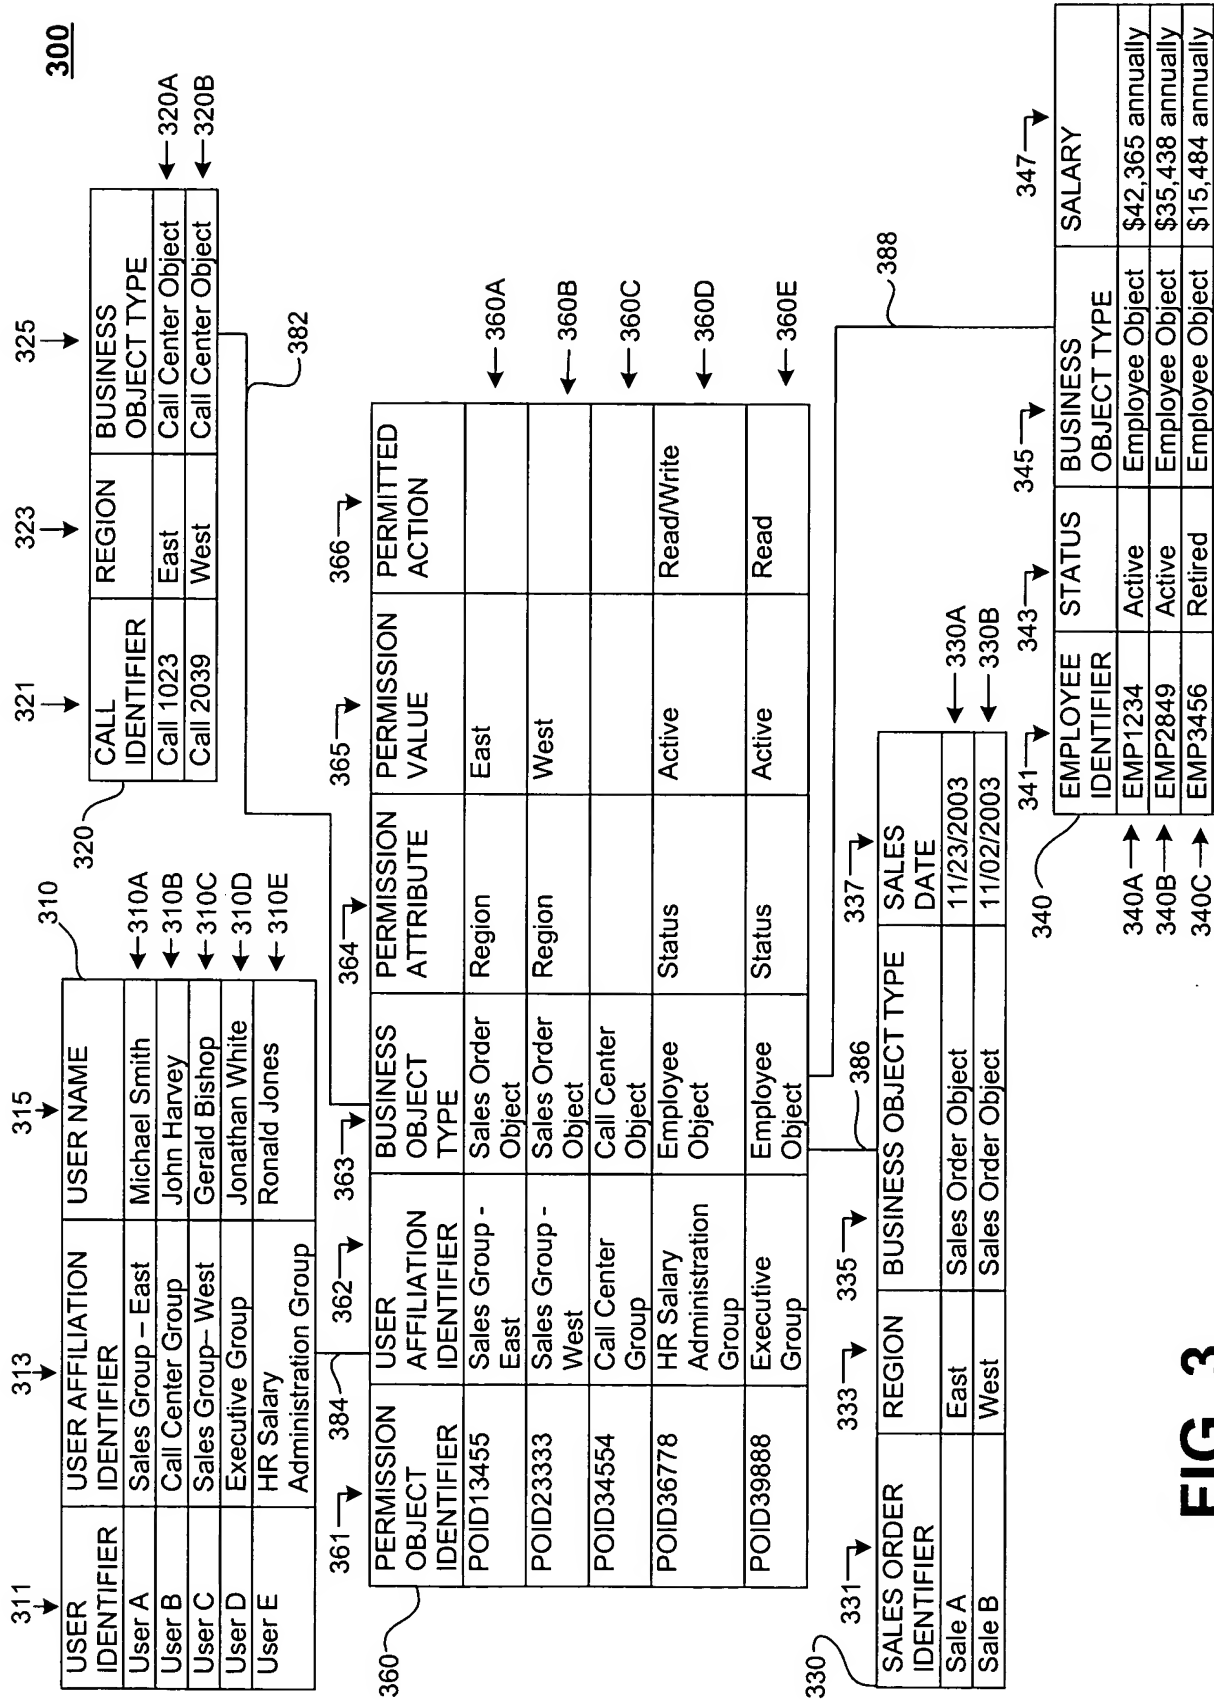 300
311 313 315
USER IDENTIFIER USER AFFILIATION IDENTIFIER USER NAME
310
User A Sales Group – East Michael Smith 310A
User B Call Center Group John Harvey 310B
User C Sales Group– West Gerald Bishop 310C
User D Executive Group Jonathan White 310D
User E HR Salary Administration Group Ronald Jones 310E
321 323 325
CALL IDENTIFIER REGION BUSINESS OBJECT TYPE
Call 1023 East Call Center Object 320A
Call 2039 West Call Center Object 320B
320
382
384
361 362 363 364 365 366
PERMISSION OBJECT IDENTIFIER USER AFFILIATION IDENTIFIER BUSINESS OBJECT TYPE PERMISSION ATTRIBUTE PERMISSION VALUE PERMITTED ACTION
360
POID13455 Sales Group - East Sales Order Object Region East 360A
POID23333 Sales Group - West Sales Order Object Region West 360B
POID34554 Call Center Group Call Center Object 360C
POID36778 HR Salary Administration Group Employee Object Status Active Read/Write 360D
POID39888 Executive Group Employee Object Status Active Read 360E
386
388
331 333 335 337
SALES ORDER IDENTIFIER REGION BUSINESS OBJECT TYPE SALES DATE
330
Sale A East Sales Order Object 11/23/2003 330A
Sale B West Sales Order Object 11/02/2003 330B
341 343 345 347
EMPLOYEE IDENTIFIER STATUS BUSINESS OBJECT TYPE SALARY
340
340A EMP1234 Active Employee Object $42,365 annually
340B EMP2849 Active Employee Object $35,438 annually
340C EMP3456 Retired Employee Object $15,484 annually
FIG. 3